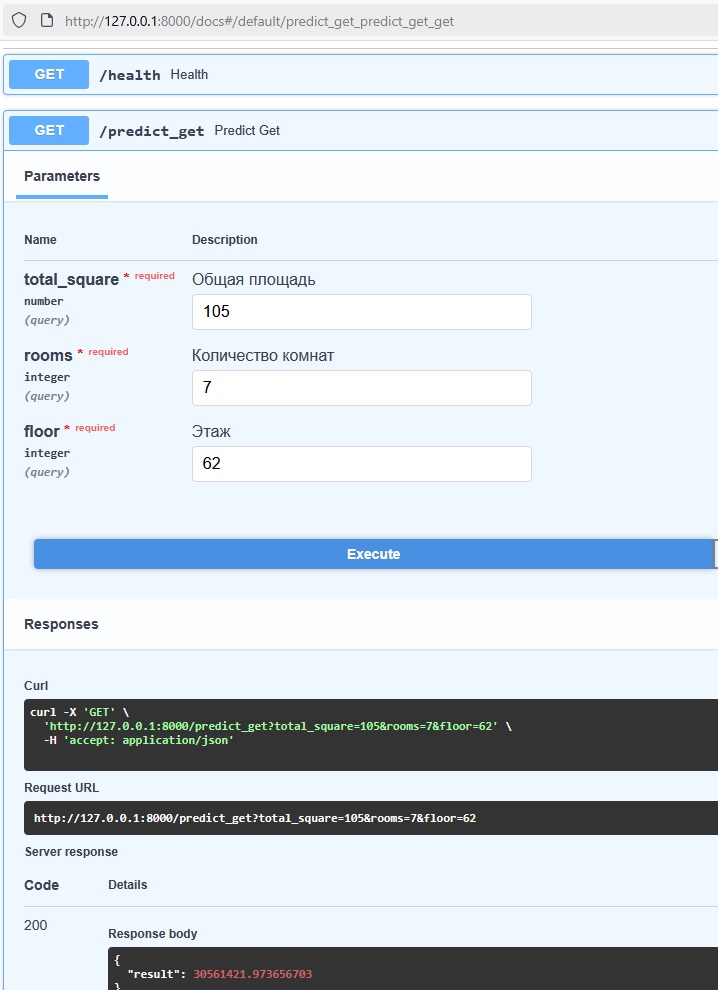 http://127.0.0.1:8000/docs#/default/predict_get_predict_get_get
GET /health Health
GET /predict_get Predict Get
Parameters
Name Description
total_square * required Общая площадь
number
(query)
105
rooms * required Количество комнат
integer
(query)
7
floor * required Этаж
integer
(query)
62
Execute
Responses
Curl
curl -X 'GET' \
'http://127.0.0.1:8000/predict_get?total_square=105&rooms=7&floor=62' \
-H 'accept: application/json'
Request URL
http://127.0.0.1:8000/predict_get?total_square=105&rooms=7&floor=62
Server response
Code Details
200
Response body
{
"result": 30561421.973656703
}